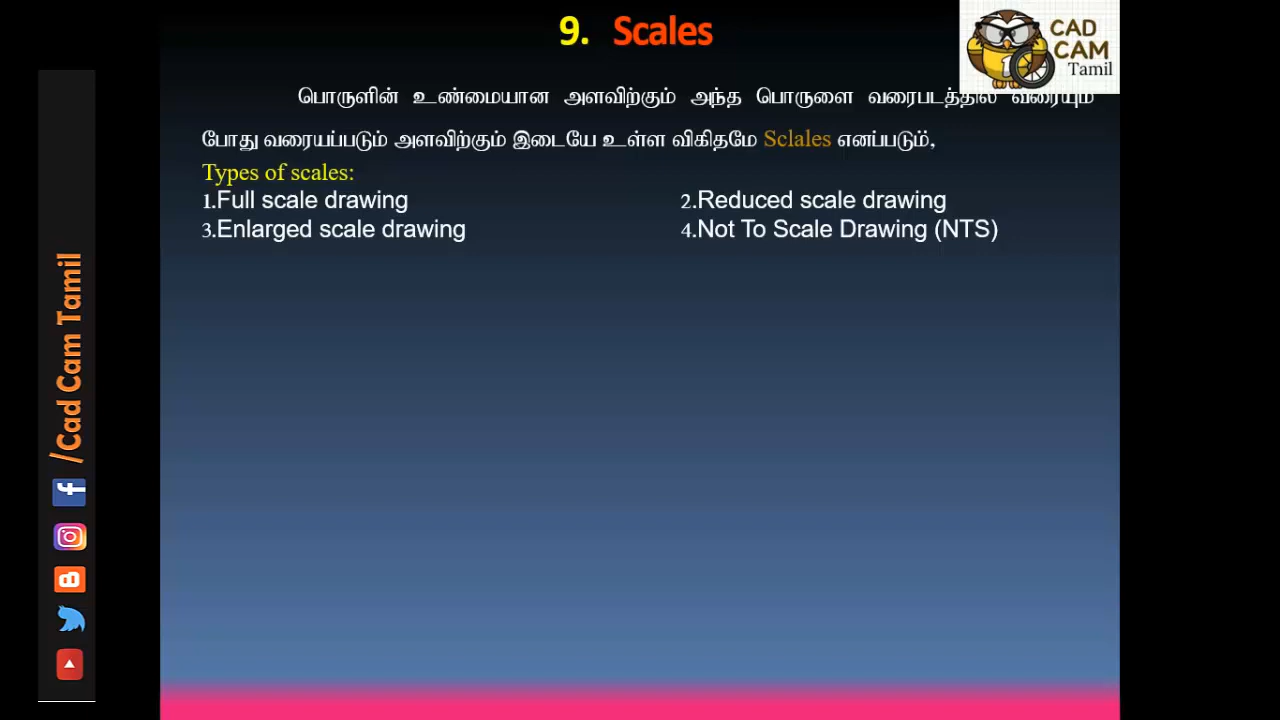 9. Scales
CAD
CAM
Tamil
பொருளின் உண்மையான அளவிற்கும் அந்த பொருளை வரைபடத்தில் வரையும்
போது வரையப்படும் அளவிற்கும் இடையே உள்ள விகிதமே Sclales எனப்படும்,
Types of scales:
1.Full scale drawing 2.Reduced scale drawing
3.Enlarged scale drawing 4.Not To Scale Drawing (NTS)
/Cad Cam Tamil